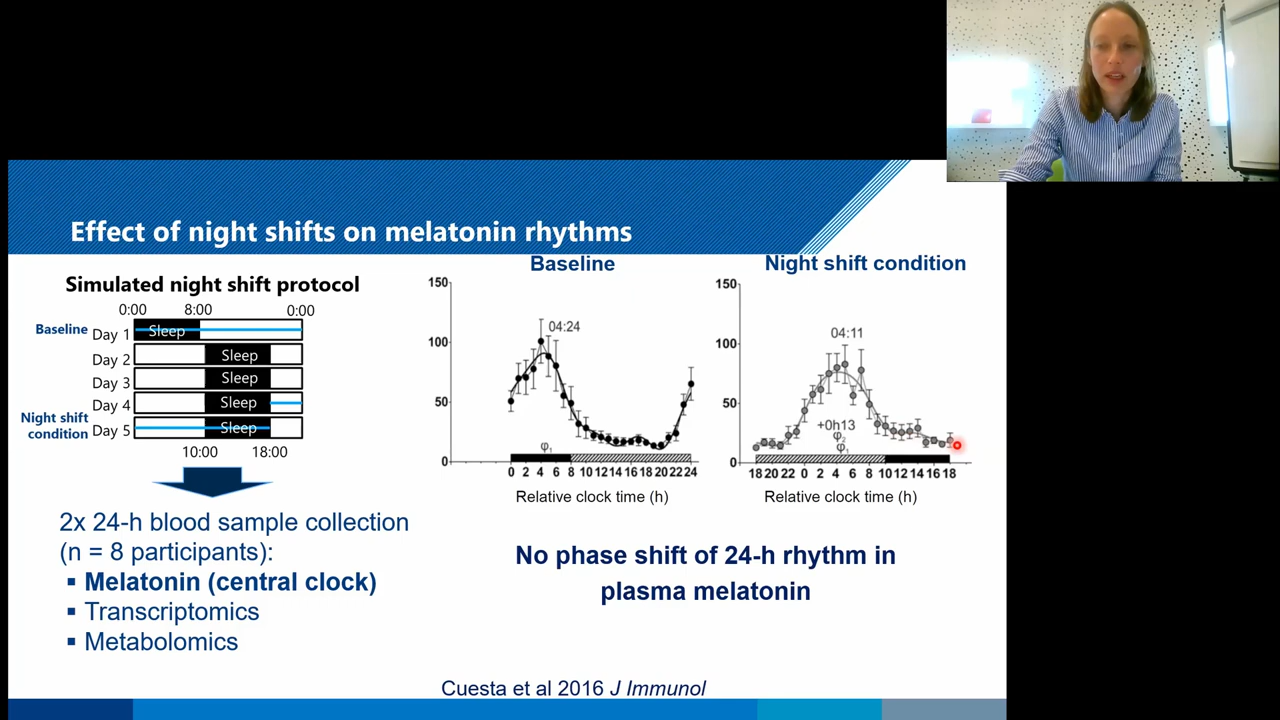 Effect of night shifts on melatonin rhythms
Simulated night shift protocol
0:00 8:00 0:00
Baseline Day 1 Sleep
Day 2 Sleep
Day 3 Sleep
Day 4 Sleep
Night shift condition Day 5 Sleep
10:00 18:00
2x 24-h blood sample collection
(n = 8 participants):
▪ Melatonin (central clock)
▪ Transcriptomics
▪ Metabolomics
Baseline
150
100
50
0
04:24
φ1
0 2 4 6 8 10 12 14 16 18 20 22 24
Relative clock time (h)
Night shift condition
150
100
50
0
04:11
+0h13
φ2
φ1
18 20 22 0 2 4 6 8 10 12 14 16 18
Relative clock time (h)
No phase shift of 24-h rhythm in
plasma melatonin
Cuesta et al 2016 J Immunol